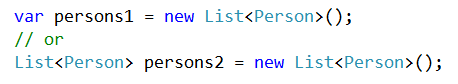 var persons1 = new List<Person>();
// or
List<Person> persons2 = new List<Person>();